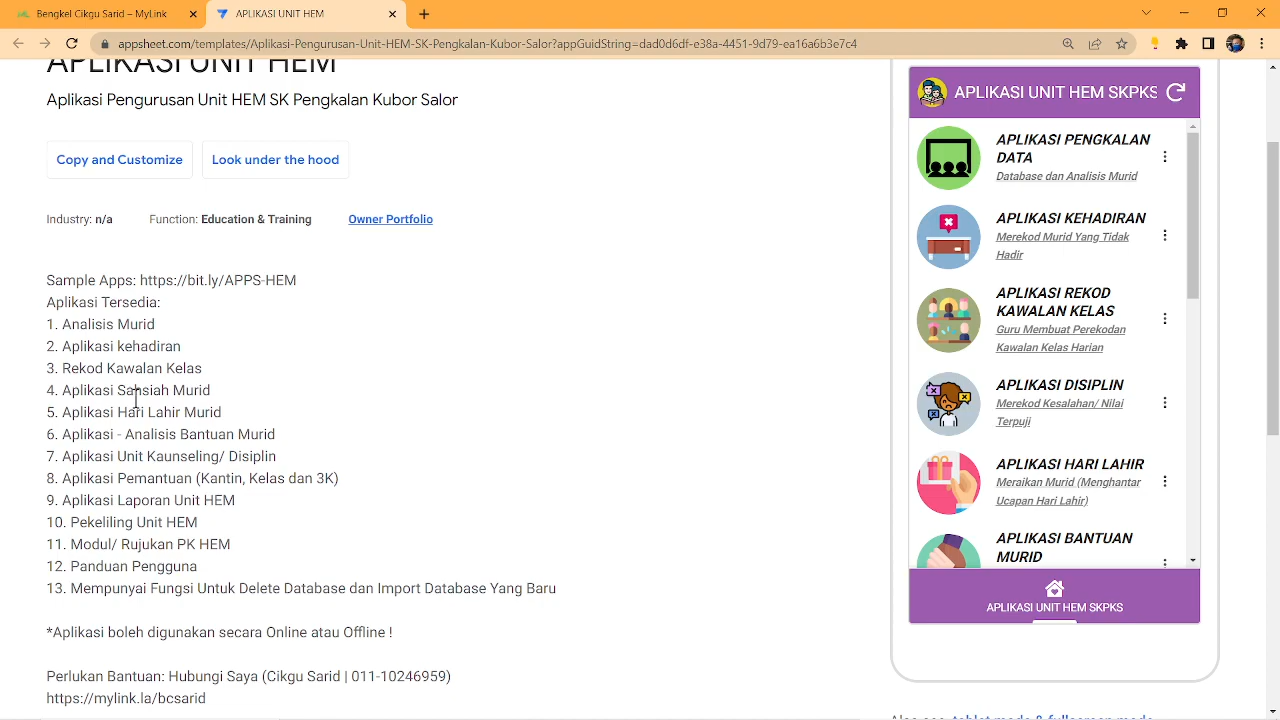 Bengkel Cikgu Sarid – MyLink
APLIKASI UNIT HEM
appsheet.com/templates/Aplikasi-Pengurusan-Unit-HEM-SK-Pengkalan-Kubor-Salor?appGuidString=dad0d6df-e38a-4451-9d79-ea16a6b3e7c4
APLIKASI UNIT HEM
Aplikasi Pengurusan Unit HEM SK Pengkalan Kubor Salor
Copy and Customize
Look under the hood
Industry: n/a
Function: Education & Training
Owner Portfolio
Sample Apps: https://bit.ly/APPS-HEM
Aplikasi Tersedia:
1. Analisis Murid
2. Aplikasi kehadiran
3. Rekod Kawalan Kelas
4. Aplikasi Sahsiah Murid
5. Aplikasi Hari Lahir Murid
6. Aplikasi - Analisis Bantuan Murid
7. Aplikasi Unit Kaunseling/ Disiplin
8. Aplikasi Pemantuan (Kantin, Kelas dan 3K)
9. Aplikasi Laporan Unit HEM
10. Pekeliling Unit HEM
11. Modul/ Rujukan PK HEM
12. Panduan Pengguna
13. Mempunyai Fungsi Untuk Delete Database dan Import Database Yang Baru
*Aplikasi boleh digunakan secara Online atau Offline !
Perlukan Bantuan: Hubungi Saya (Cikgu Sarid | 011-10246959)
https://mylink.la/bcsarid
APLIKASI UNIT HEM SKPKS
APLIKASI PENGKALAN
DATA
Database dan Analisis Murid
APLIKASI KEHADIRAN
Merekod Murid Yang Tidak
Hadir
APLIKASI REKOD
KAWALAN KELAS
Guru Membuat Perekodan
Kawalan Kelas Harian
APLIKASI DISIPLIN
Merekod Kesalahan/ Nilai
Terpuji
APLIKASI HARI LAHIR
Meraikan Murid (Menghantar
Ucapan Hari Lahir)
APLIKASI BANTUAN
MURID
APLIKASI UNIT HEM SKPKS
Also see tablet mode & fullscreen mode